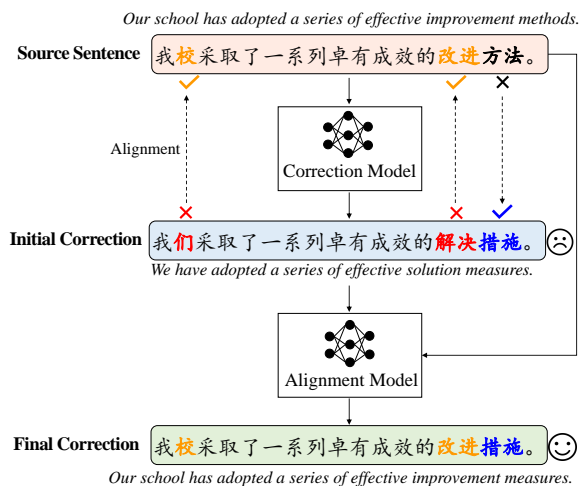 Our school has adopted a series of effective improvement methods.
Source Sentence 我校采取了一系列卓有成效的改进方法。
Alignment
Correction Model
Initial Correction 我们采取了一系列卓有成效的解决措施。
We have adopted a series of effective solution measures.
Alignment Model
Final Correction 我校采取了一系列卓有成效的改进措施。
Our school has adopted a series of effective improvement measures.